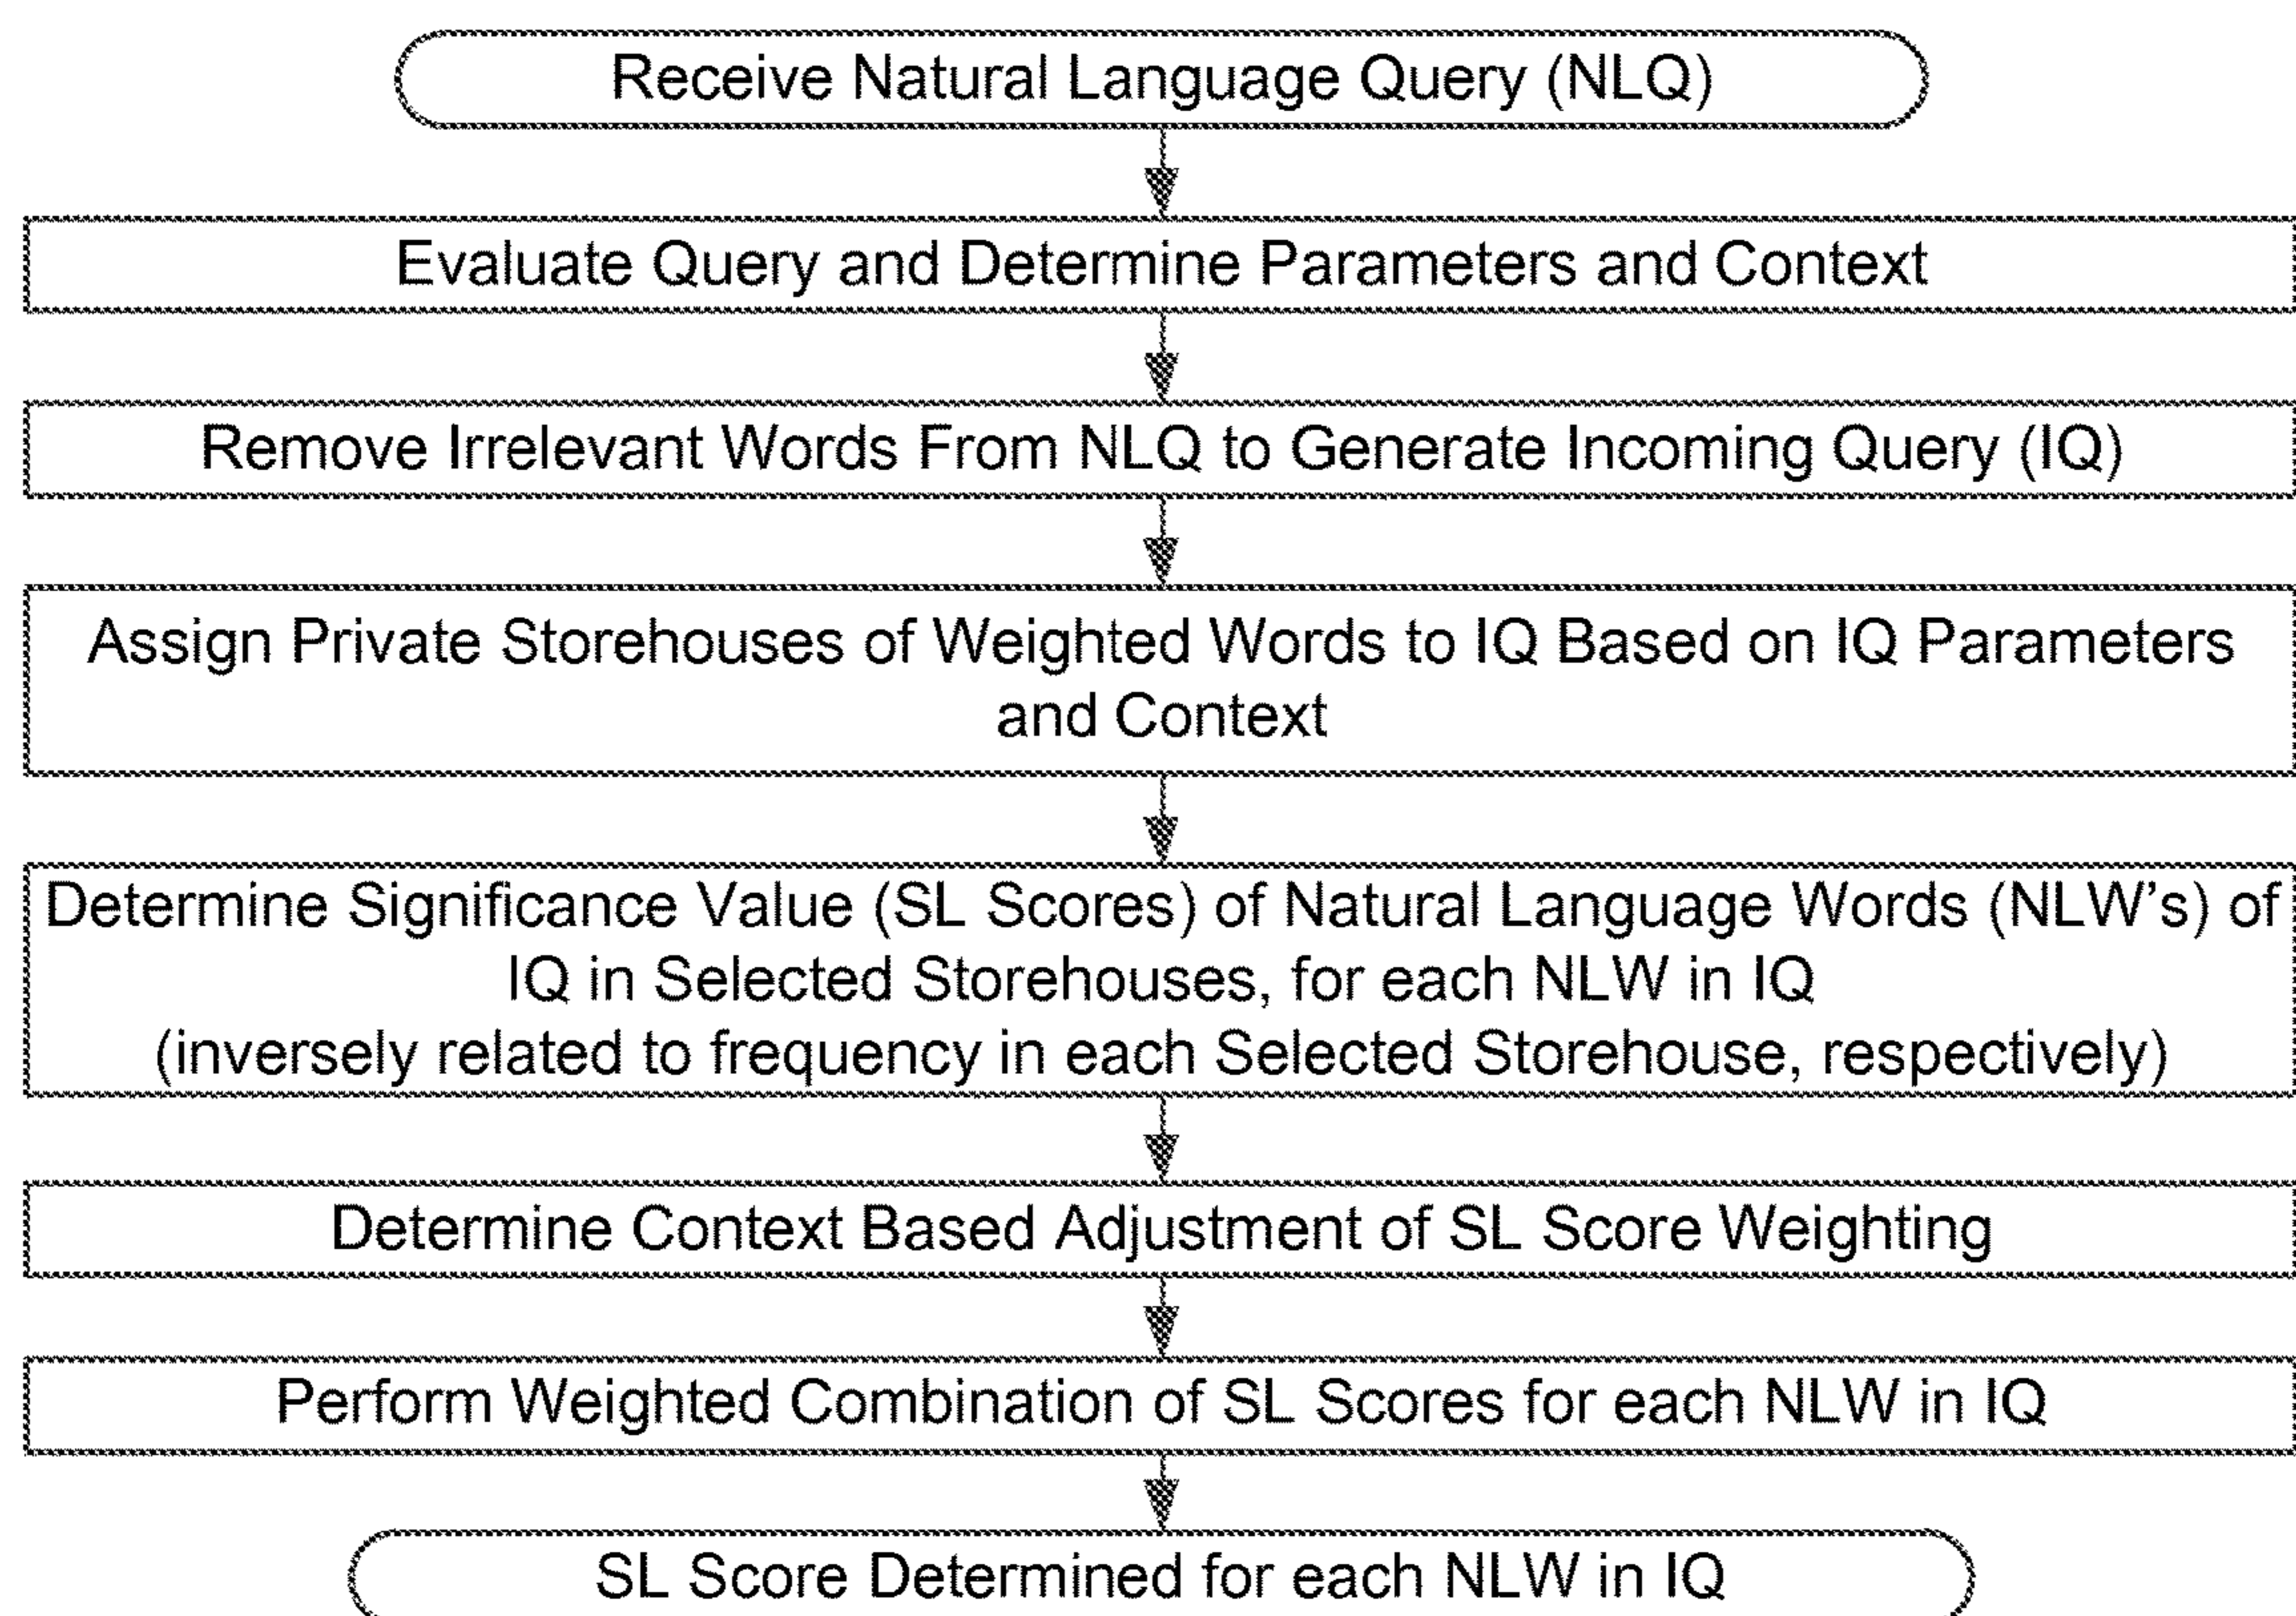 Receive Natural Language Query (NLQ)
Evaluate Query and Determine Parameters and Context
Remove Irrelevant Words From NLQ to Generate Incoming Query (IQ)
Assign Private Storehouses of Weighted Words to IQ Based on IQ Parameters
and Context
Determine Significance Value (SL Scores) of Natural Language Words (NLW's) of
IQ in Selected Storehouses, for each NLW in IQ
(inversely related to frequency in each Selected Storehouse, respectively)
Determine Context Based Adjustment of SL Score Weighting
Perform Weighted Combination of SL Scores for each NLW in IQ
SL Score Determined for each NLW in IQ